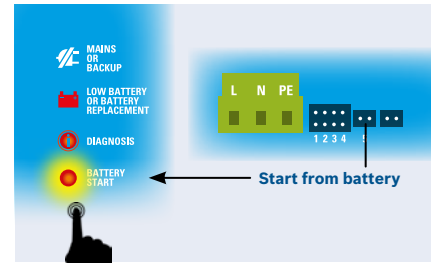 MAINS
OR
BACKUP
LOW BATTERY
OR BATTERY
REPLACEMENT
DIAGNOSIS
BATTERY
START
L N PE
1 2 3 4 5
Start from battery